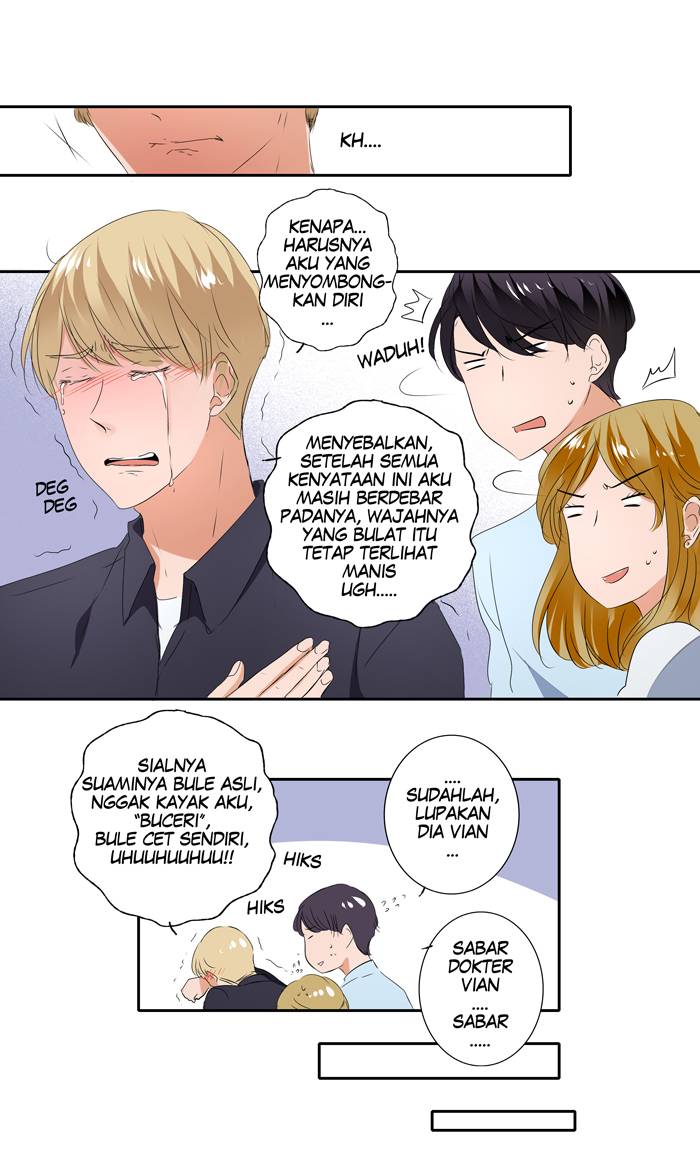 KH....
KENAPA...
HARUSNYA
AKU YANG
MENYOMBONG-
KAN DIRI
...
WADUH!
MENYEBALKAN,
SETELAH SEMUA
KENYATAAN INI AKU
MASIH BERDEBAR
PADANYA, WAJAHNYA
YANG BULAT ITU
TETAP TERLIHAT
MANIS
UGH.....
DEG
DEG
SIALNYA
SUAMINYA BULE ASLI,
NGGAK KAYAK AKU,
"BUCERI",
BULE CET SENDIRI,
UHUUHUUHUU!!
HIKS
HIKS
....
SUDAHLAH,
LUPAKAN
DIA VIAN
...
SABAR
DOKTER
VIAN
....
SABAR
.....